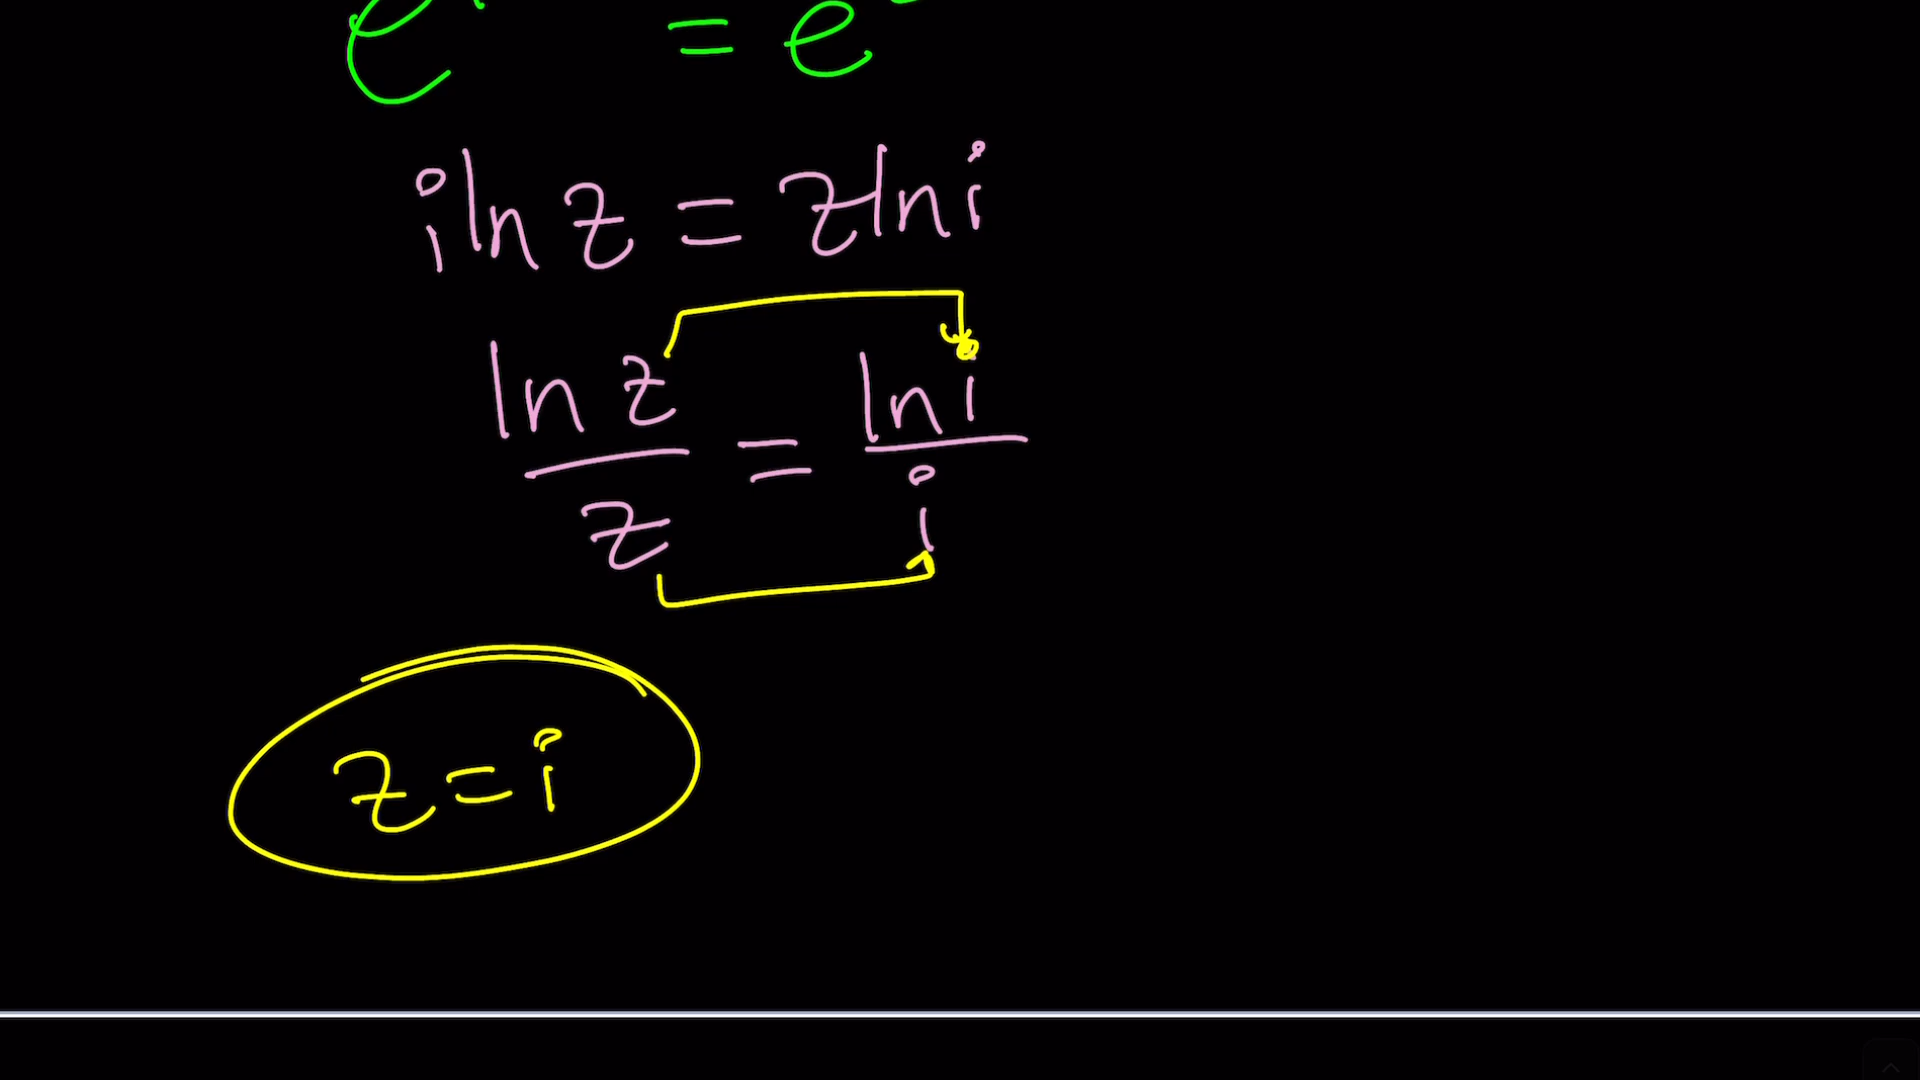 e = e
i ln z = z ln i
ln z / z = ln i / i
z = i